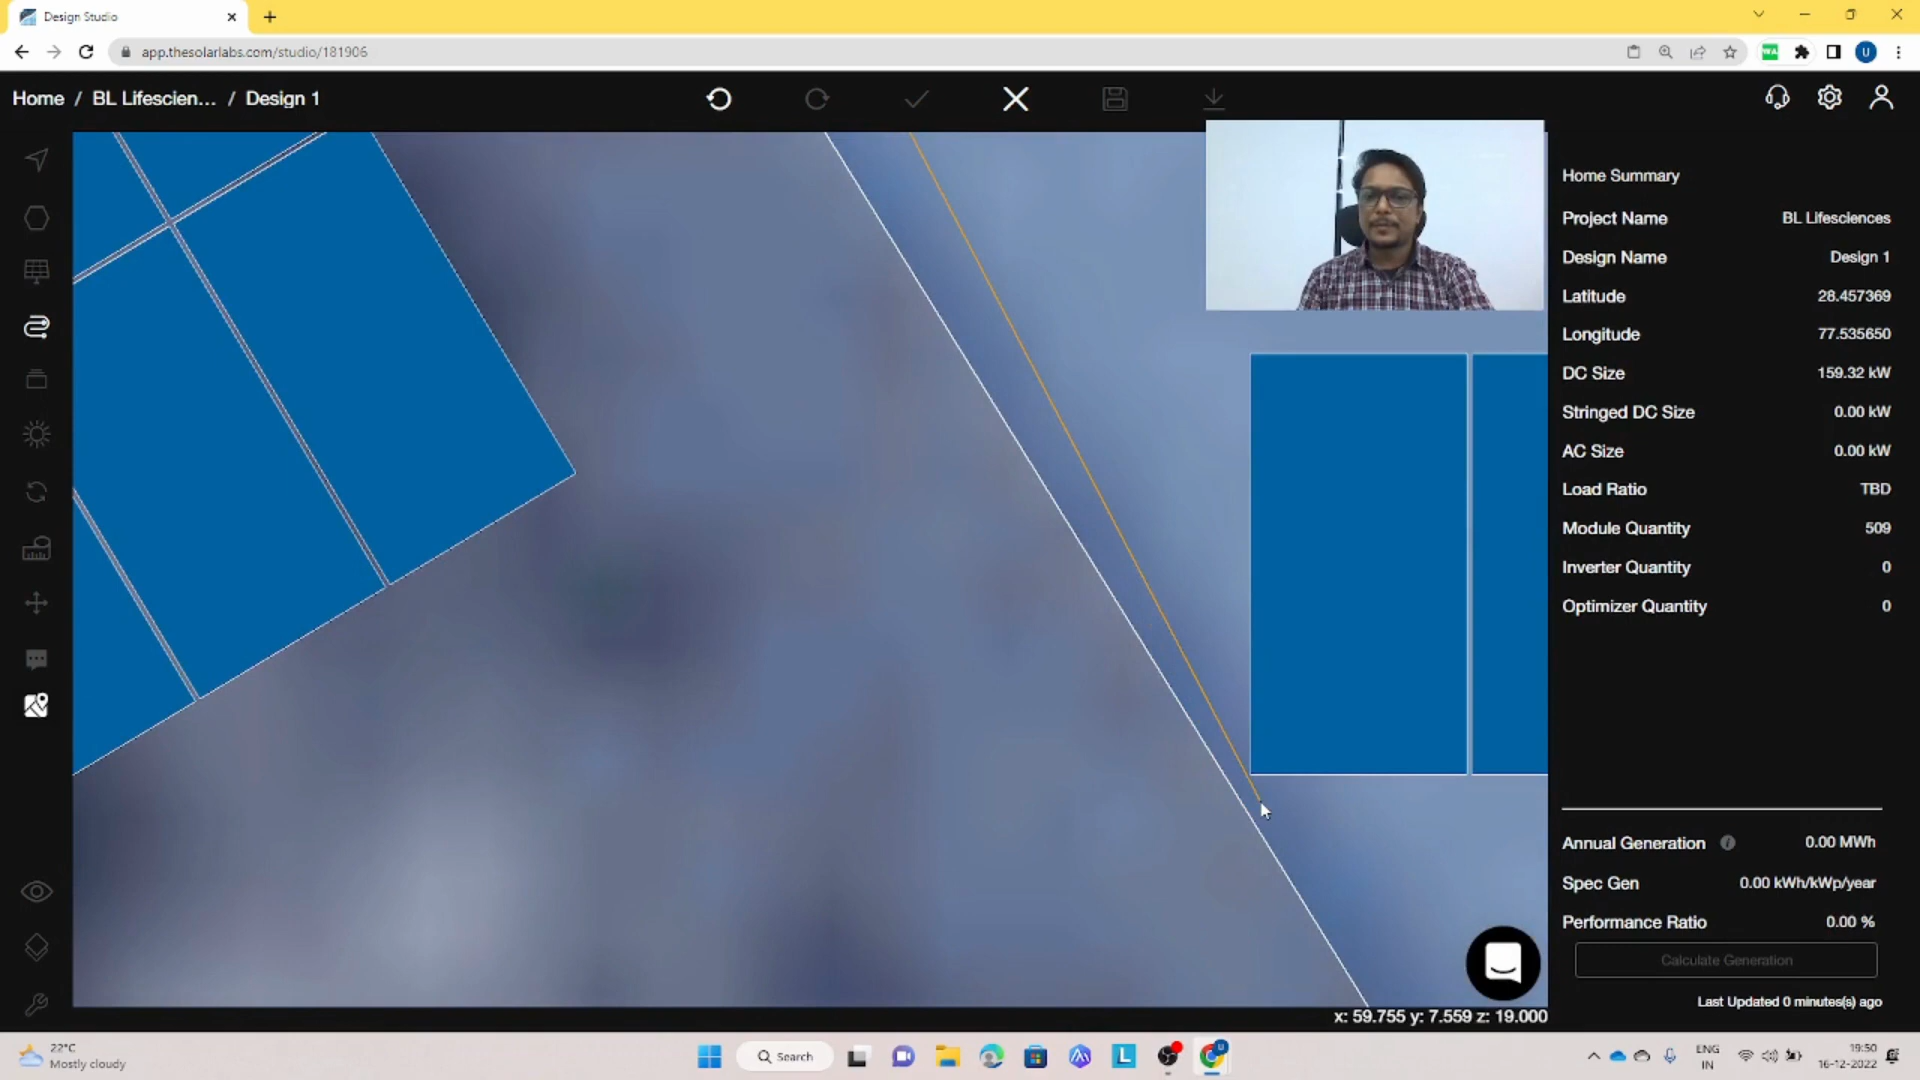 Design Studio
app.thesolarlabs.com/studio/181906
WA
U
Home / BL Lifescien... / Design 1
Home Summary
Project Name BL Lifesciences
Design Name Design 1
Latitude 28.457369
Longitude 77.535650
DC Size 159.32 kW
Stringed DC Size 0.00 kW
AC Size 0.00 kW
Load Ratio TBD
Module Quantity 509
Inverter Quantity 0
Optimizer Quantity 0
Annual Generation 0.00 MWh
Spec Gen 0.00 kWh/kWp/year
Performance Ratio 0.00 %
Calculate Generation
Last Updated 0 minutes(s) ago
x: 59.755 y: 7.559 z: 19.000
22°C
Mostly cloudy
Search
L
U
ENG
IN
19:50
16-12-2022